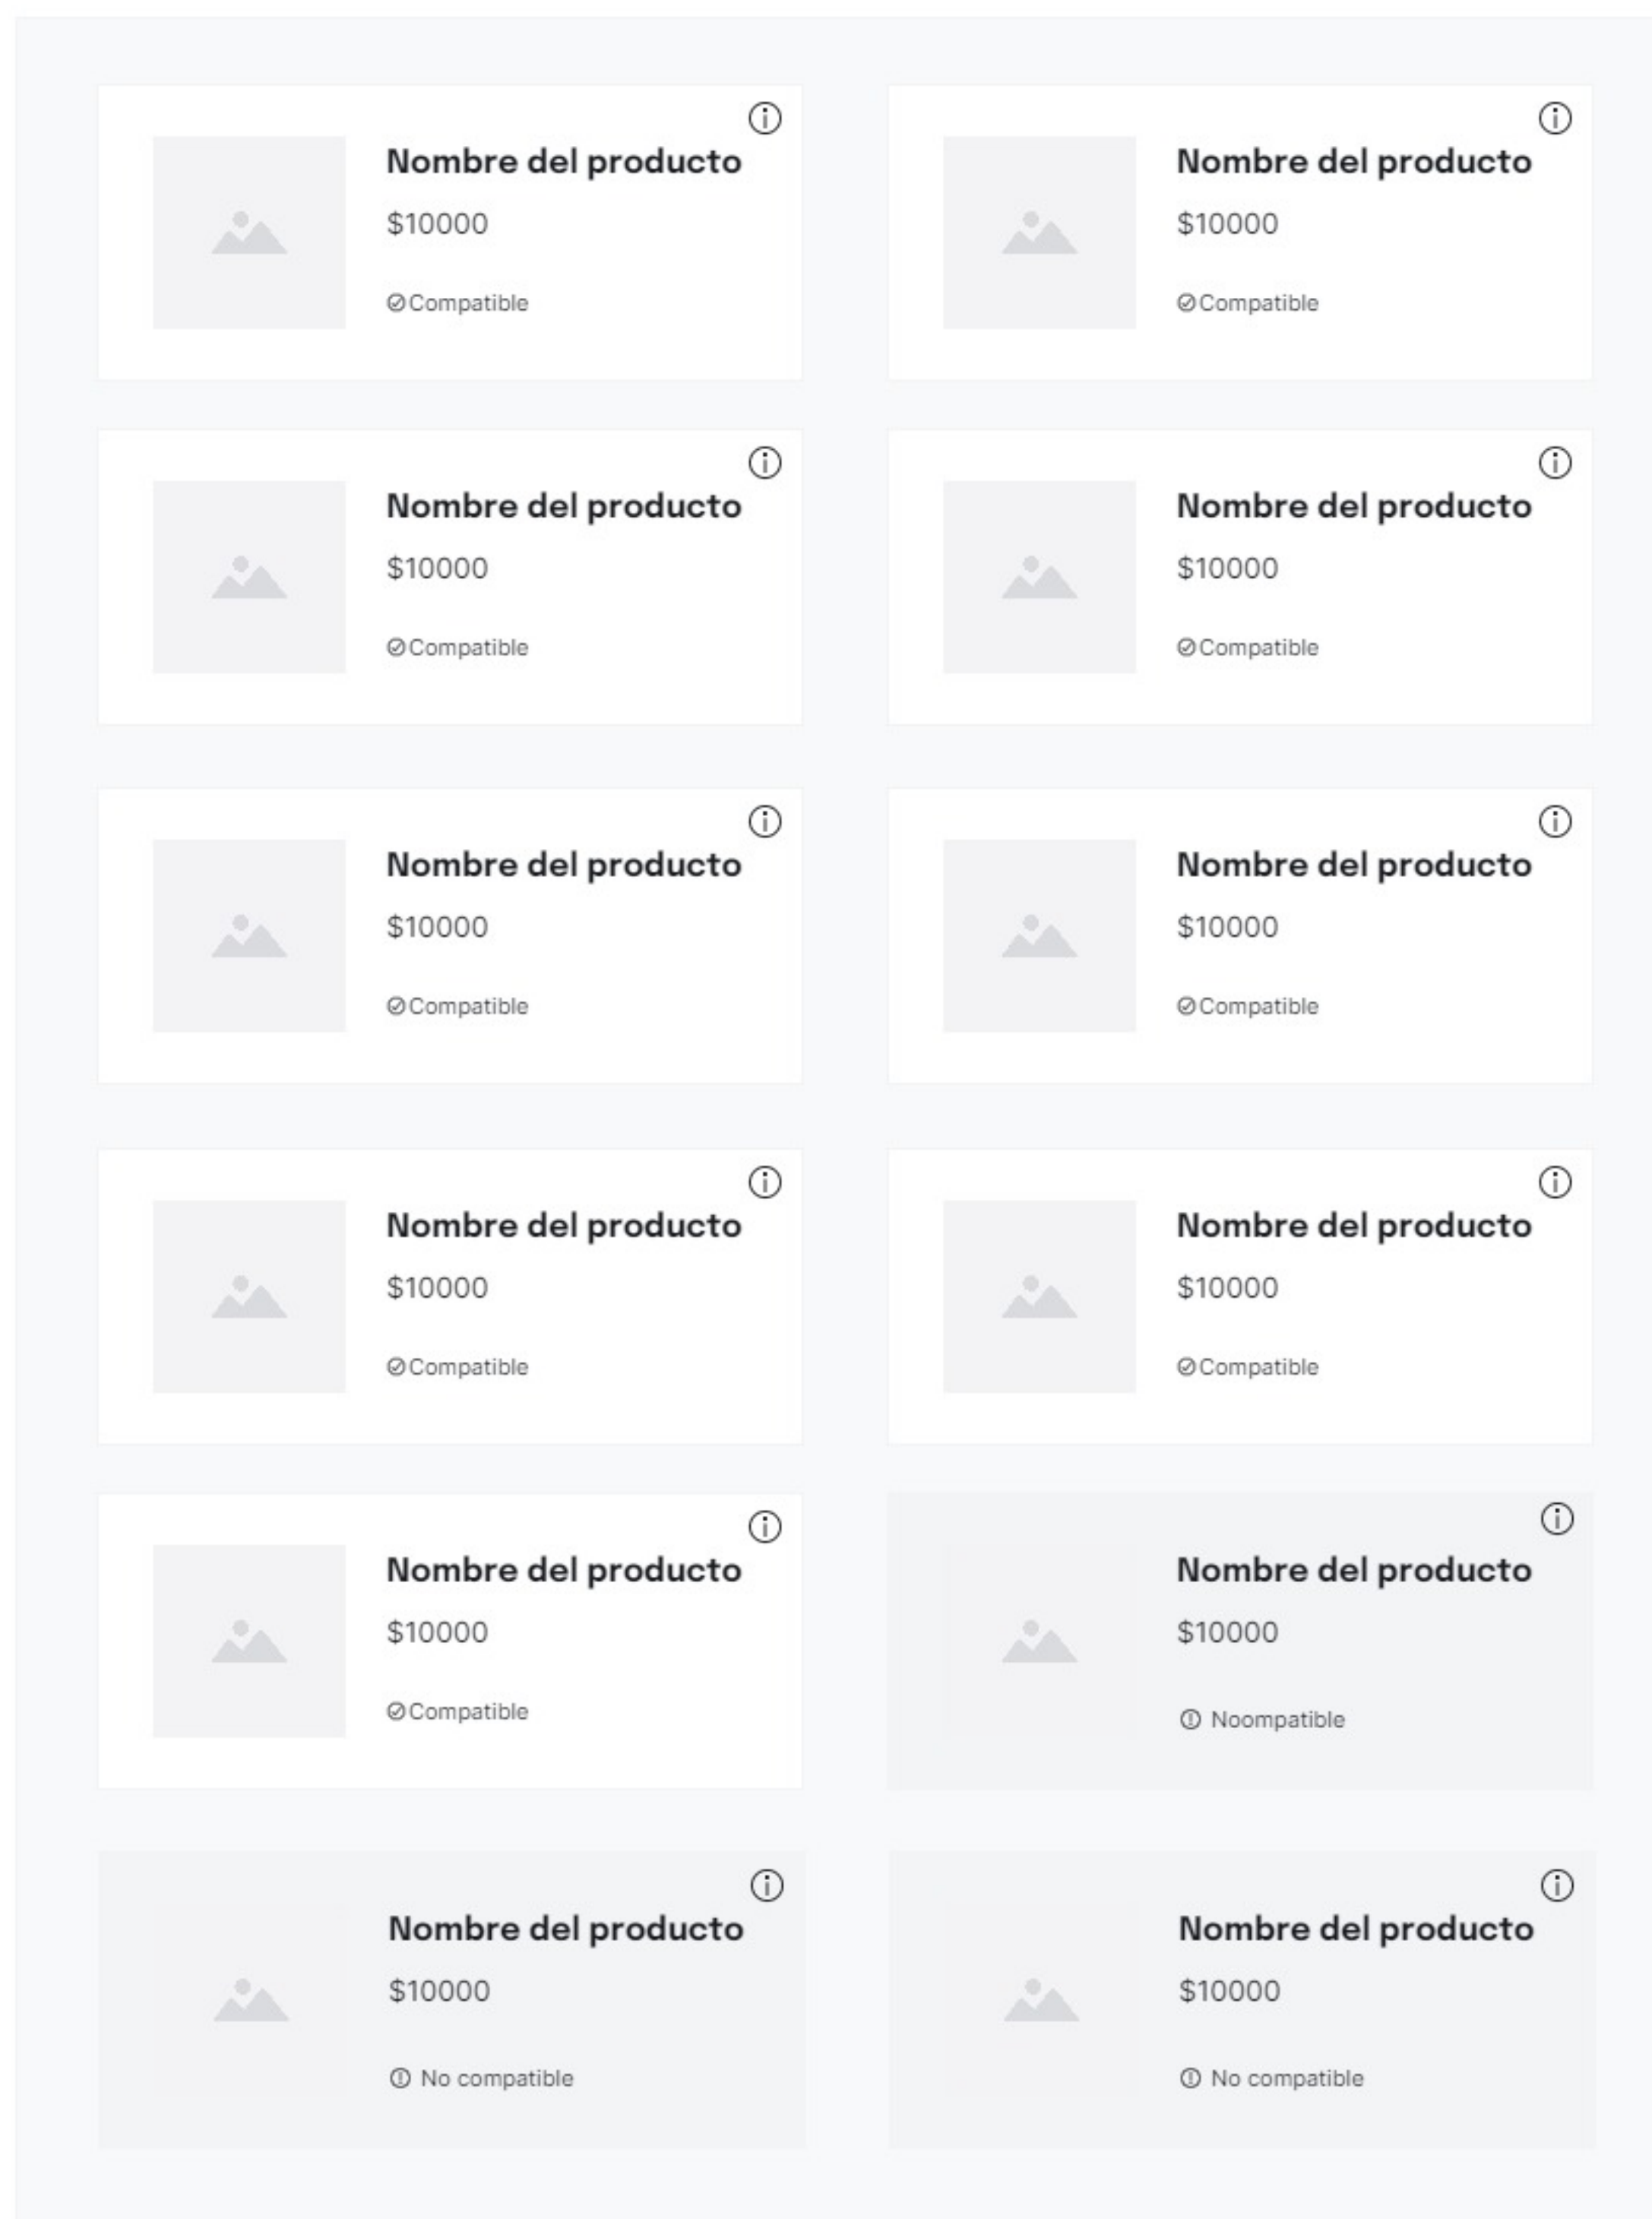 Nombre del producto
$10000
Compatible
Nombre del producto
$10000
Compatible
Nombre del producto
$10000
Compatible
Nombre del producto
$10000
Compatible
Nombre del producto
$10000
Compatible
Nombre del producto
$10000
Compatible
Nombre del producto
$10000
Compatible
Nombre del producto
$10000
Compatible
Nombre del producto
$10000
Compatible
Nombre del producto
$10000
Noompatible
Nombre del producto
$10000
No compatible
Nombre del producto
$10000
No compatible